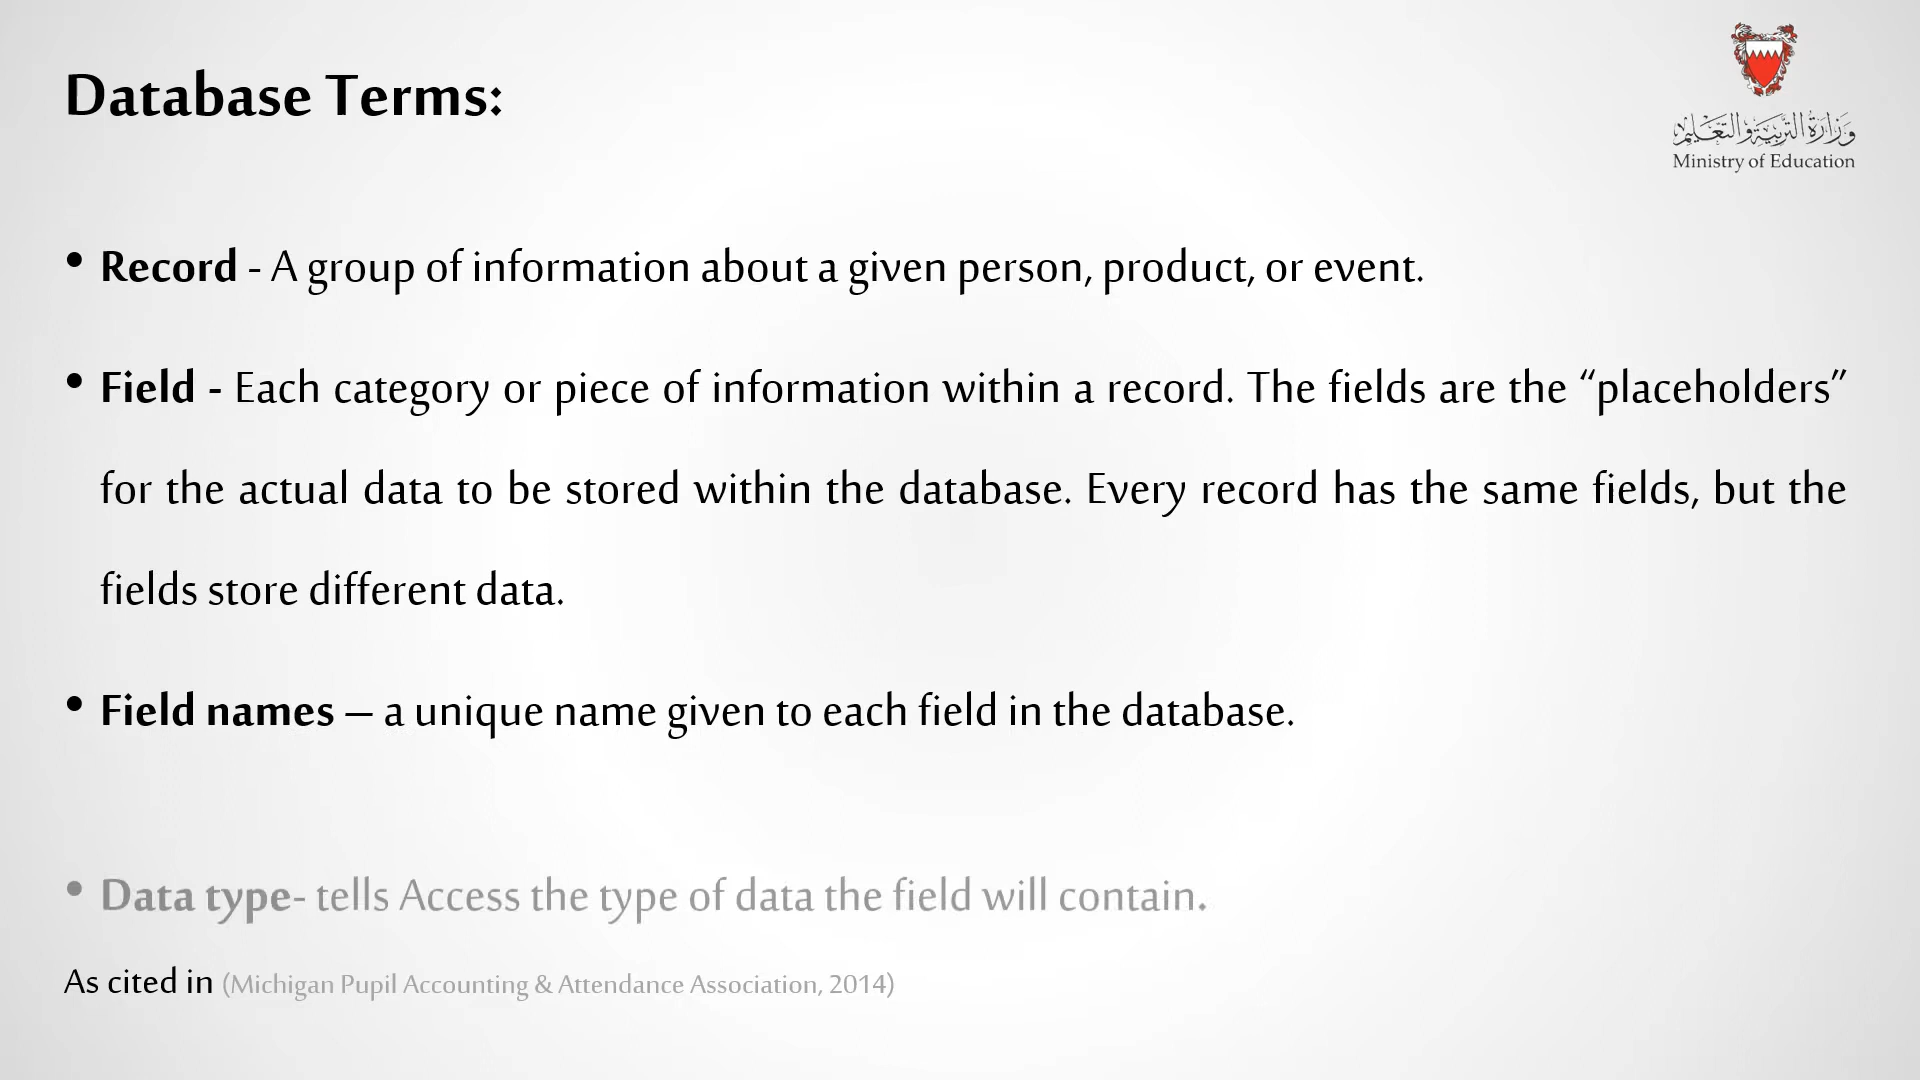 Database Terms:
وزارة التربية والتعليم
Ministry of Education
• Record - A group of information about a given person, product, or event.
• Field - Each category or piece of information within a record. The fields are the “placeholders”
for the actual data to be stored within the database. Every record has the same fields, but the
fields store different data.
• Field names – a unique name given to each field in the database.
• Data type- tells Access the type of data the field will contain.
As cited in (Michigan Pupil Accounting & Attendance Association, 2014)